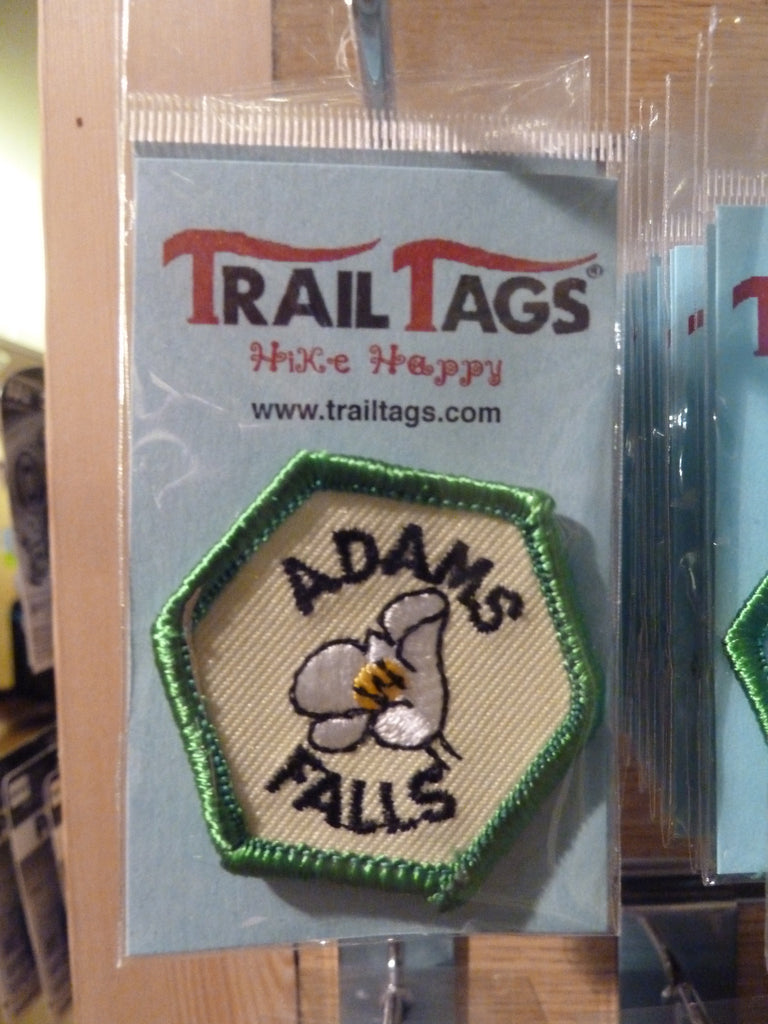 TRAIL TAGS®
Hike Happy
www.trailtags.com
ADAMS
FALLS